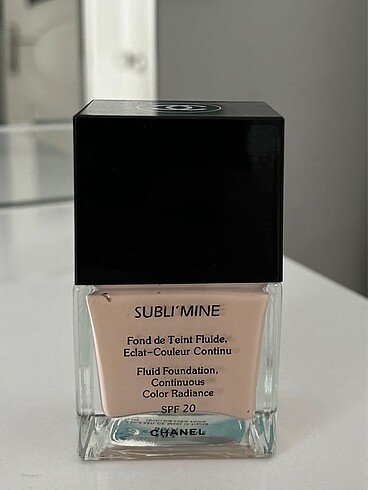 SUBLI'MINE
Fond de Teint Fluide,
Eclat-Couleur Continu
Fluid Foundation,
Continuous
Color Radiance
SPF 20
CHANEL